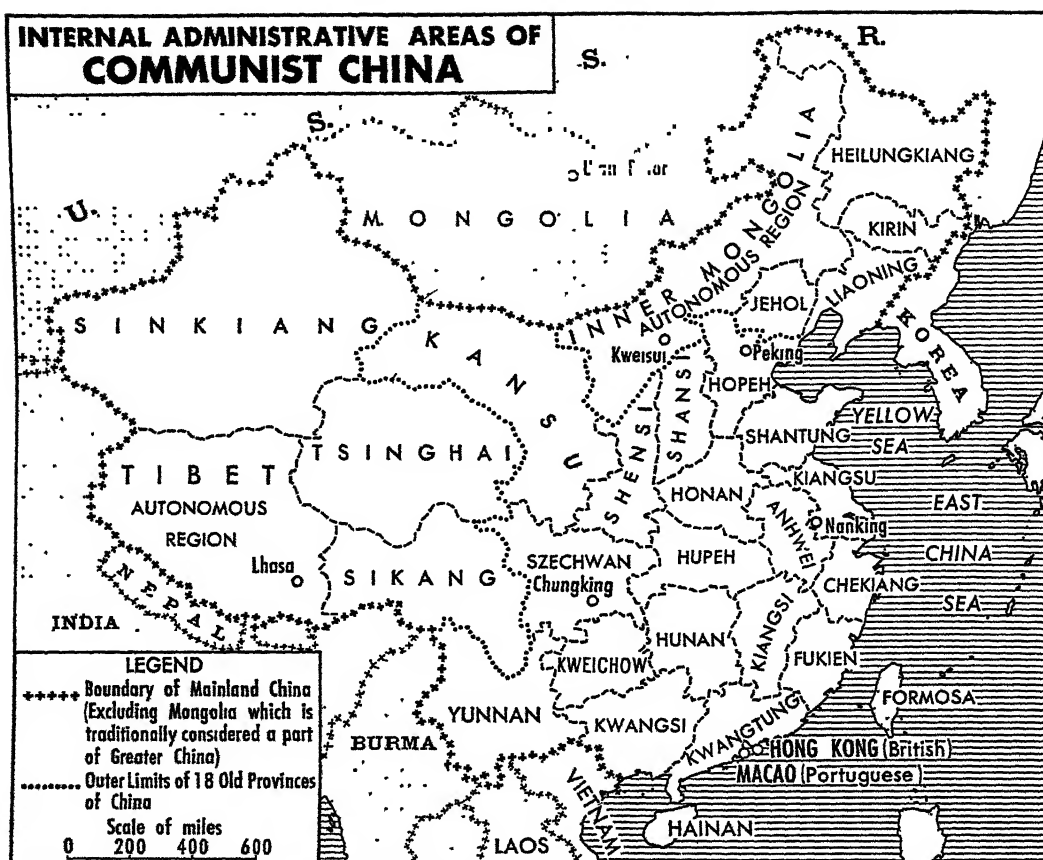 INTERNAL ADMINISTRATIVE AREAS OF
COMMUNIST CHINA
U. S. S. R.
MONGOLIA
INNER MONGOLIA
AUTONOMOUS REGION
HEILUNGKIANG
KIRIN
LIAONING
JEHOL
KOREA
SINKIANG
KANSU
Kweisui
Peking
HOPEH
SHANSI
SHENSI
SHANTUNG
YELLOW
SEA
TSINGHAI
TIBET
AUTONOMOUS
REGION
Lhasa
HONAN
KIANGSU
ANHWEI
Nanking
EAST
CHINA
SEA
SIKANG
SZECHWAN
Chungking
HUPEH
CHEKIANG
NEPAL
INDIA
HUNAN
KIANGSI
FUKIEN
KWEICHOW
YUNNAN
KWANGSI
KWANGTUNG
FORMOSA
BURMA
HONG KONG (British)
MACAO (Portuguese)
VIETNAM
HAINAN
LAOS
LEGEND
Boundary of Mainland China
(Excluding Mongolia which is
traditionally considered a part
of Greater China)
Outer Limits of 18 Old Provinces
of China
Scale of miles
0 200 400 600